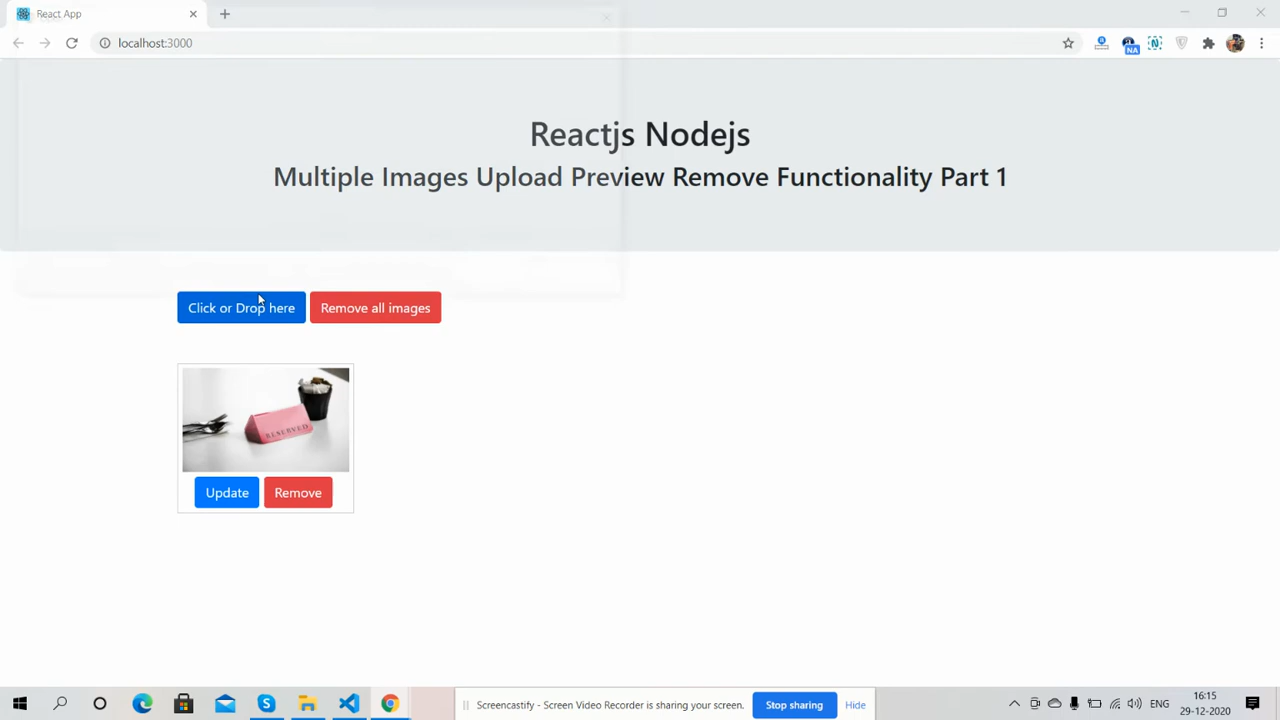 React App
localhost:3000
NA
Reactjs Nodejs
Multiple Images Upload Preview Remove Functionality Part 1
Click or Drop here
Remove all images
RESERVED
Update
Remove
Screencastify - Screen Video Recorder is sharing your screen.
Stop sharing
Hide
ENG
16:15
29-12-2020